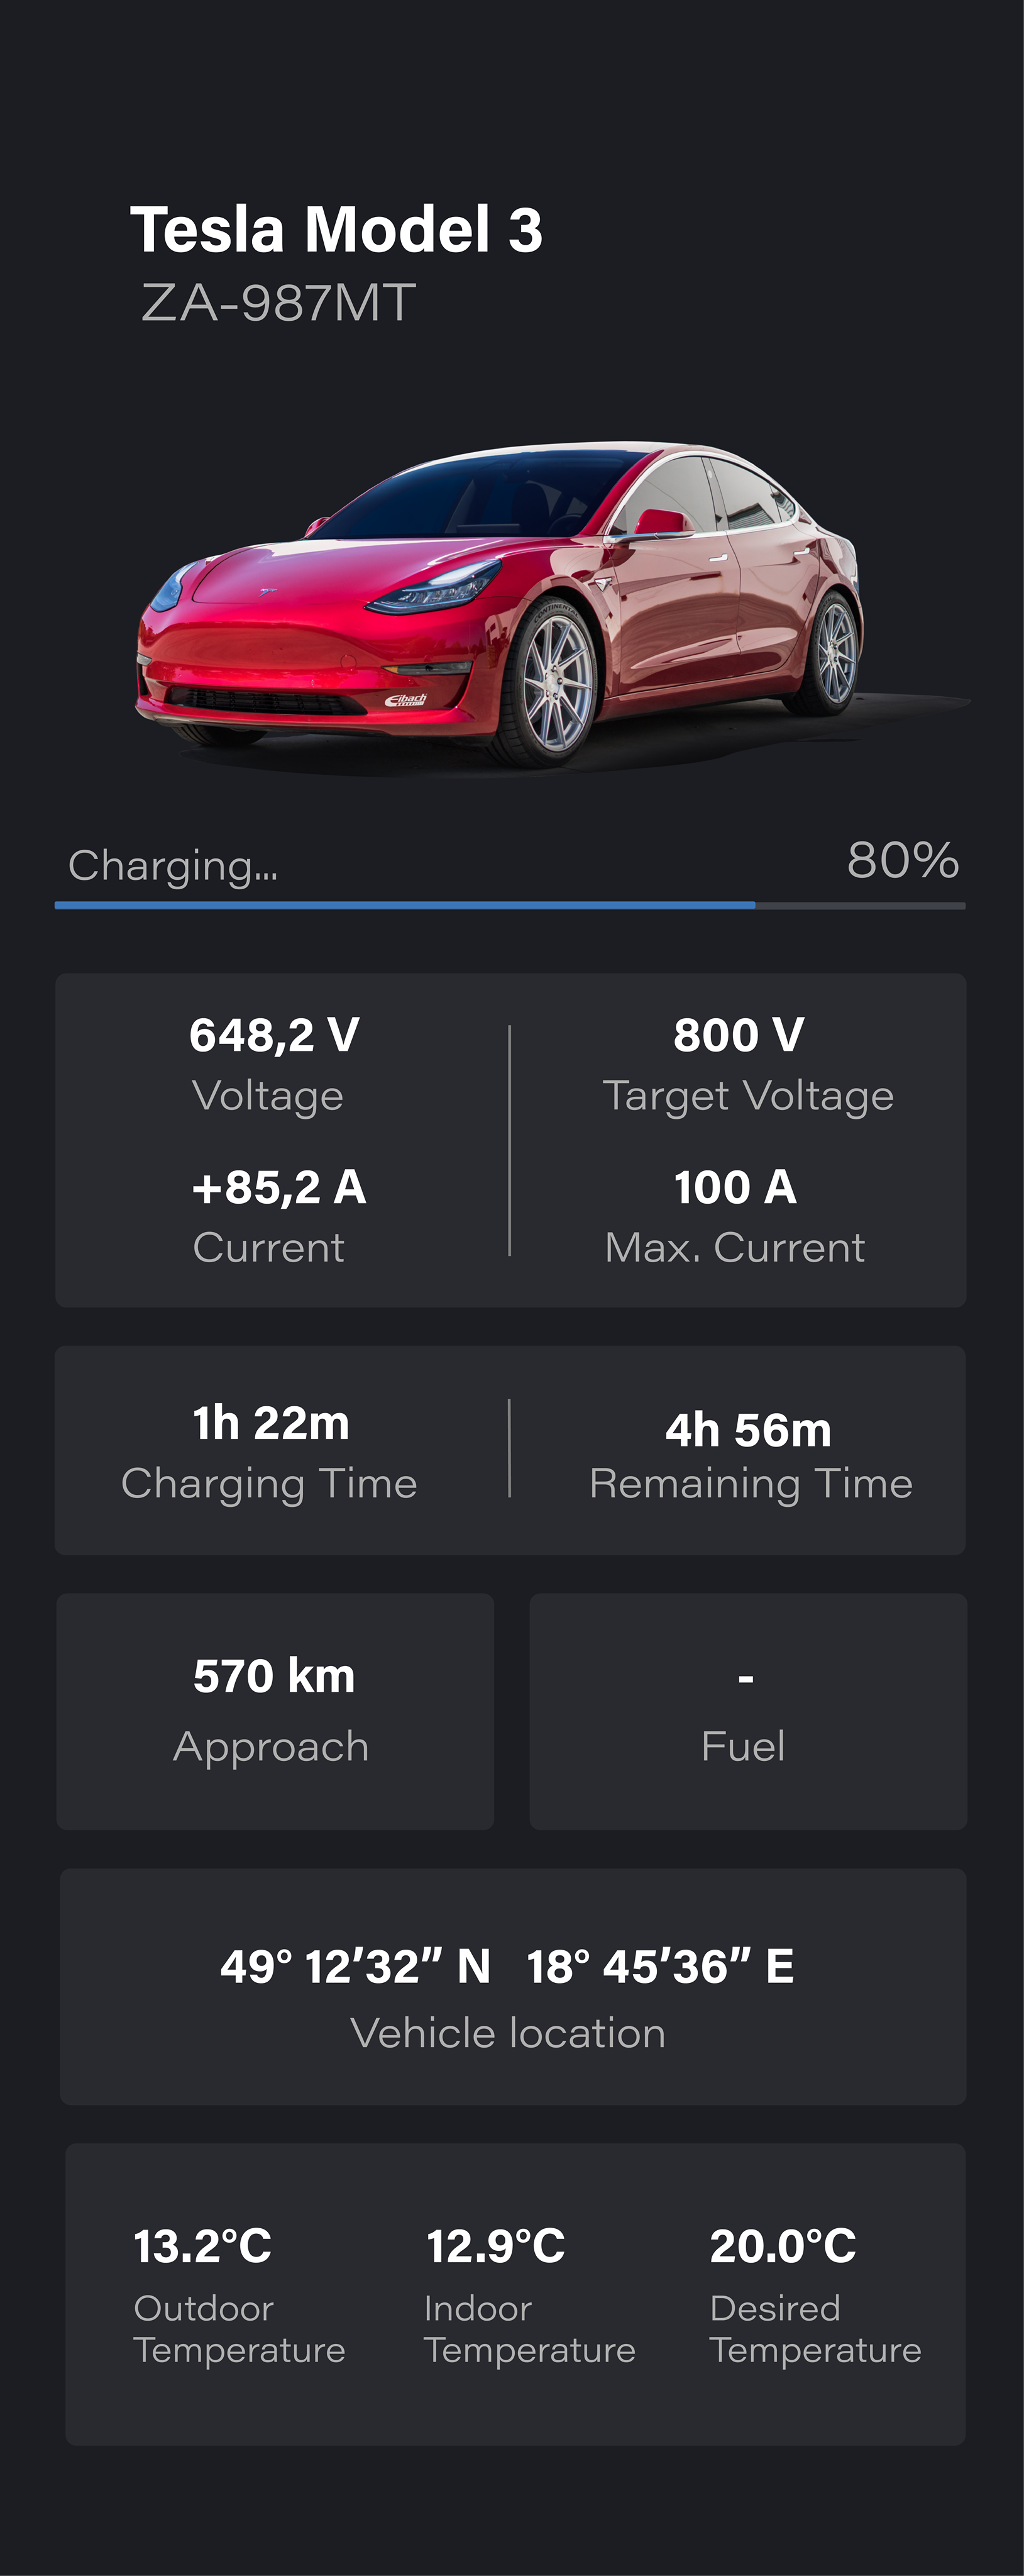 Tesla Model 3
ZA-987MT
CONTINENTAL
Eibach
Charging...
80%
648,2 V
Voltage
800 V
Target Voltage
+85,2 A
Current
100 A
Max. Current
1h 22m
Charging Time
4h 56m
Remaining Time
570 km
Approach
-
Fuel
49° 12′32″ N 18° 45′36″ E
Vehicle location
13.2°C
Outdoor
Temperature
12.9°C
Indoor
Temperature
20.0°C
Desired
Temperature